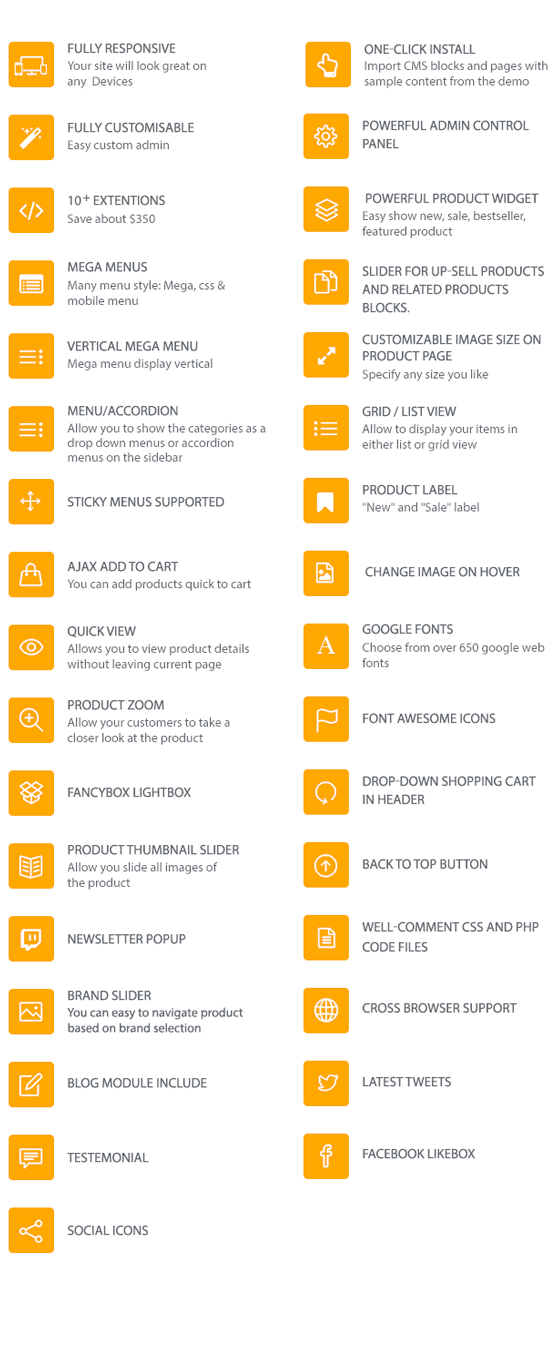 FULLY RESPONSIVE
Your site will look great on
any Devices
FULLY CUSTOMISABLE
Easy custom admin
10+ EXTENTIONS
Save about $350
MEGA MENUS
Many menu style: Mega, css &
mobile menu
VERTICAL MEGA MENU
Mega menu display vertical
MENU/ACCORDION
Allow you to show the categories as a
drop down menus or accordion
menus on the sidebar
STICKY MENUS SUPPORTED
AJAX ADD TO CART
You can add products quick to cart
QUICK VIEW
Allows you to view product details
without leaving current page
PRODUCT ZOOM
Allow your customers to take a
closer look at the product
FANCYBOX LIGHTBOX
PRODUCT THUMBNAIL SLIDER
Allow you slide all images of
the product
NEWSLETTER POPUP
BRAND SLIDER
You can easy to navigate product
based on brand selection
BLOG MODULE INCLUDE
TESTEMONIAL
SOCIAL ICONS
ONE-CLICK INSTALL
Import CMS blocks and pages with
sample content from the demo
POWERFUL ADMIN CONTROL
PANEL
POWERFUL PRODUCT WIDGET
Easy show new, sale, bestseller,
featured product
SLIDER FOR UP-SELL PRODUCTS
AND RELATED PRODUCTS
BLOCKS.
CUSTOMIZABLE IMAGE SIZE ON
PRODUCT PAGE
Specify any size you like
GRID / LIST VIEW
Allow to display your items in
either list or grid view
PRODUCT LABEL
"New" and "Sale" label
CHANGE IMAGE ON HOVER
A
GOOGLE FONTS
Choose from over 650 google web
fonts
FONT AWESOME ICONS
DROP-DOWN SHOPPING CART
IN HEADER
BACK TO TOP BUTTON
WELL-COMMENT CSS AND PHP
CODE FILES
CROSS BROWSER SUPPORT
LATEST TWEETS
FACEBOOK LIKEBOX